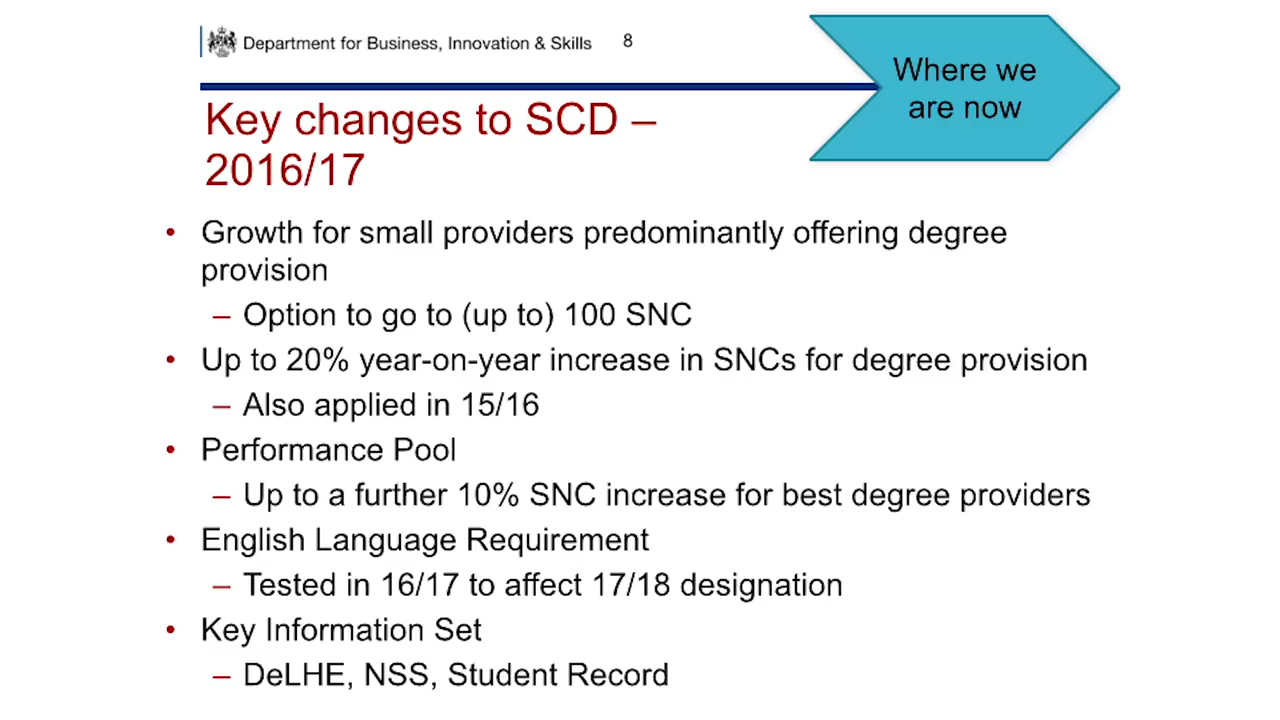 Department for Business, Innovation & Skills
8
Where we
are now
Key changes to SCD –
2016/17
• Growth for small providers predominantly offering degree
provision
– Option to go to (up to) 100 SNC
• Up to 20% year-on-year increase in SNCs for degree provision
– Also applied in 15/16
• Performance Pool
– Up to a further 10% SNC increase for best degree providers
• English Language Requirement
– Tested in 16/17 to affect 17/18 designation
• Key Information Set
– DeLHE, NSS, Student Record